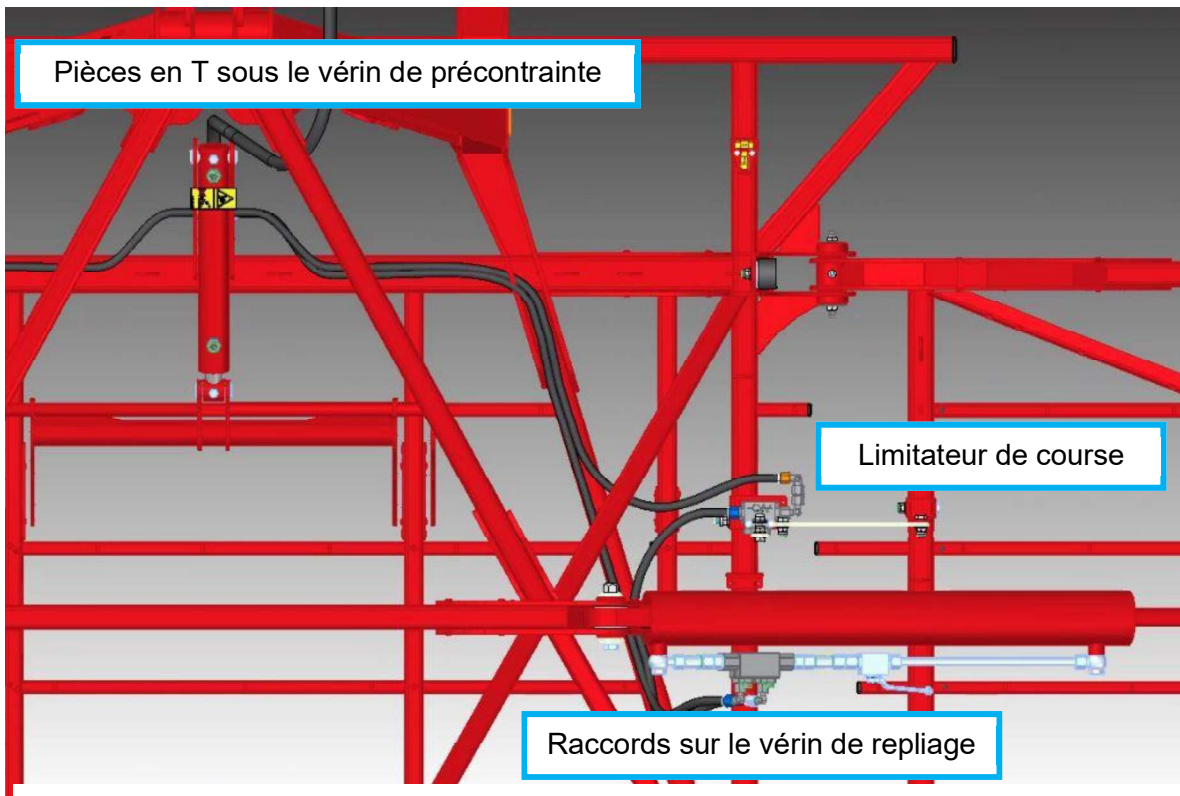 Pièces en T sous le vérin de précontrainte
Limitateur de course
Raccords sur le vérin de repliage